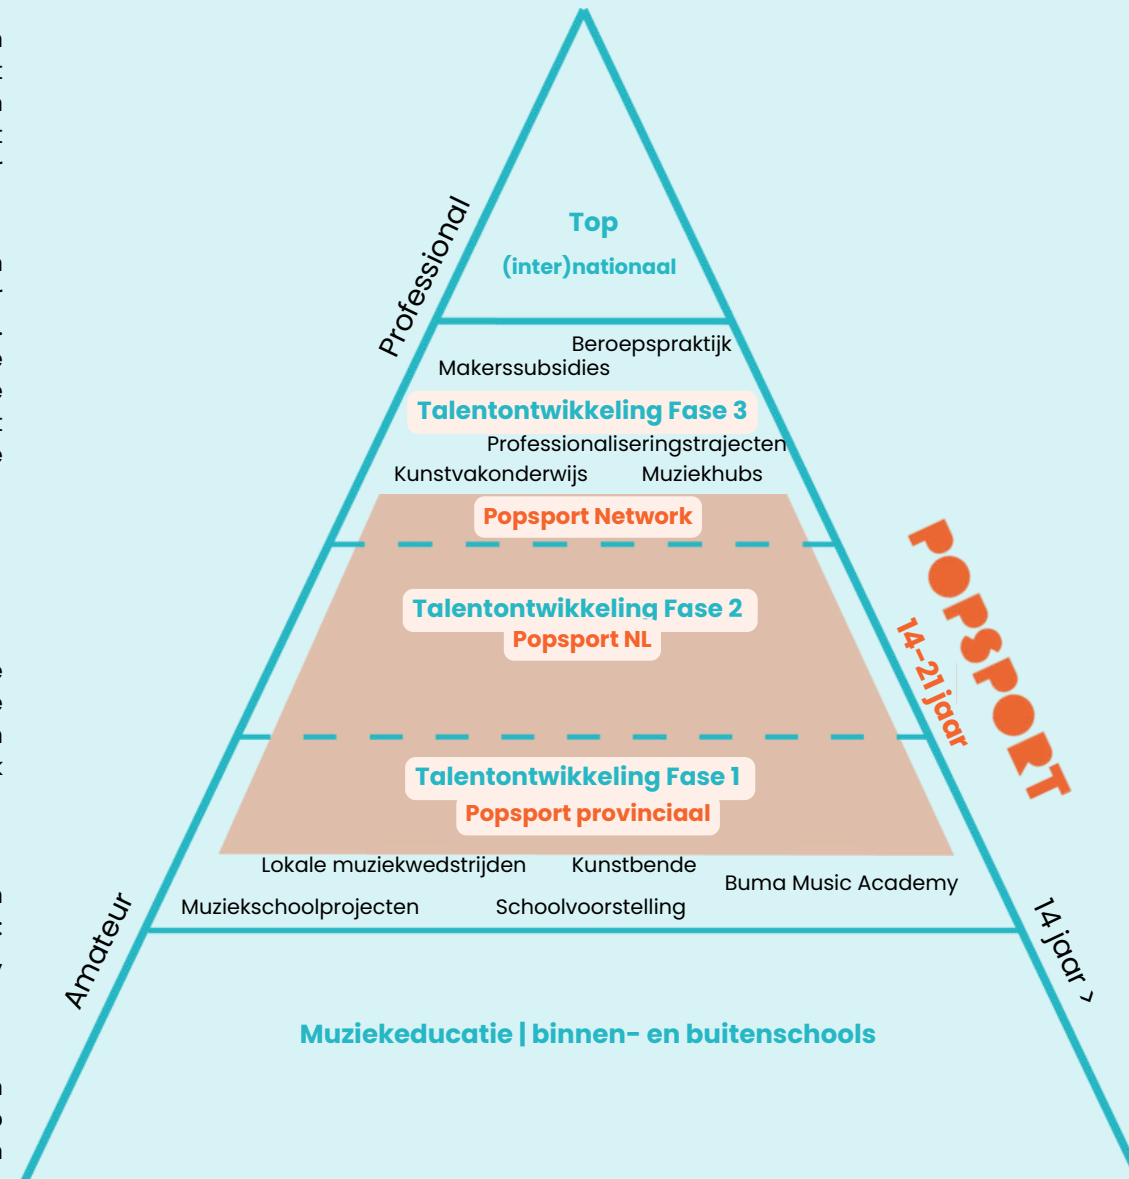 Professional
Top
(inter)nationaal
Beroepspraktijk
Makerssubsidies
Talentontwikkeling Fase 3
Professionaliseringstrajecten
Kunstvakonderwijs
Muziekhubs
Popsport Network
Talentontwikkeling Fase 2
Popsport NL
POPSPORT
14-21 jaar
Talentontwikkeling Fase 1
Popsport provinciaal
Lokale muziekwedstrijden
Kunstbende
Buma Music Academy
Muziekschoolprojecten
Schoolvoorstelling
Amateur
14 jaar >
Muziekeducatie | binnen- en buitenschools